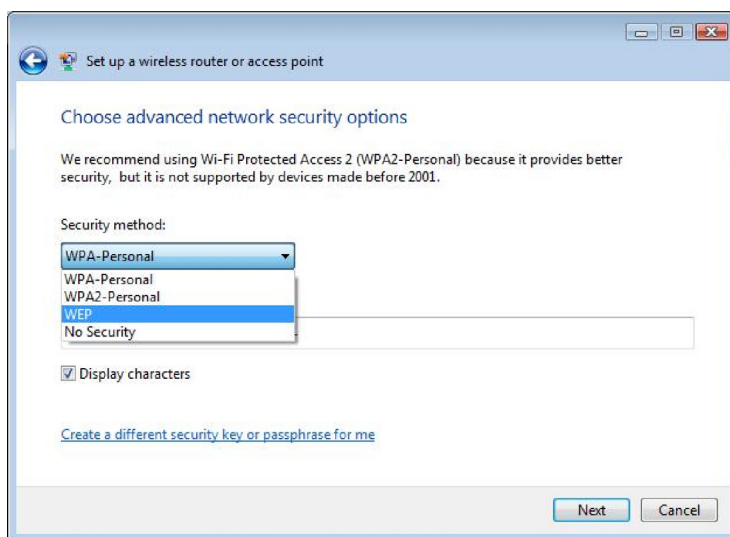 Set up a wireless router or access point
Choose advanced network security options
We recommend using Wi-Fi Protected Access 2 (WPA2-Personal) because it provides better
security, but it is not supported by devices made before 2001.
Security method:
WPA-Personal
WPA-Personal
WPA2-Personal
WEP
No Security
Display characters
Create a different security key or passphrase for me
Next
Cancel